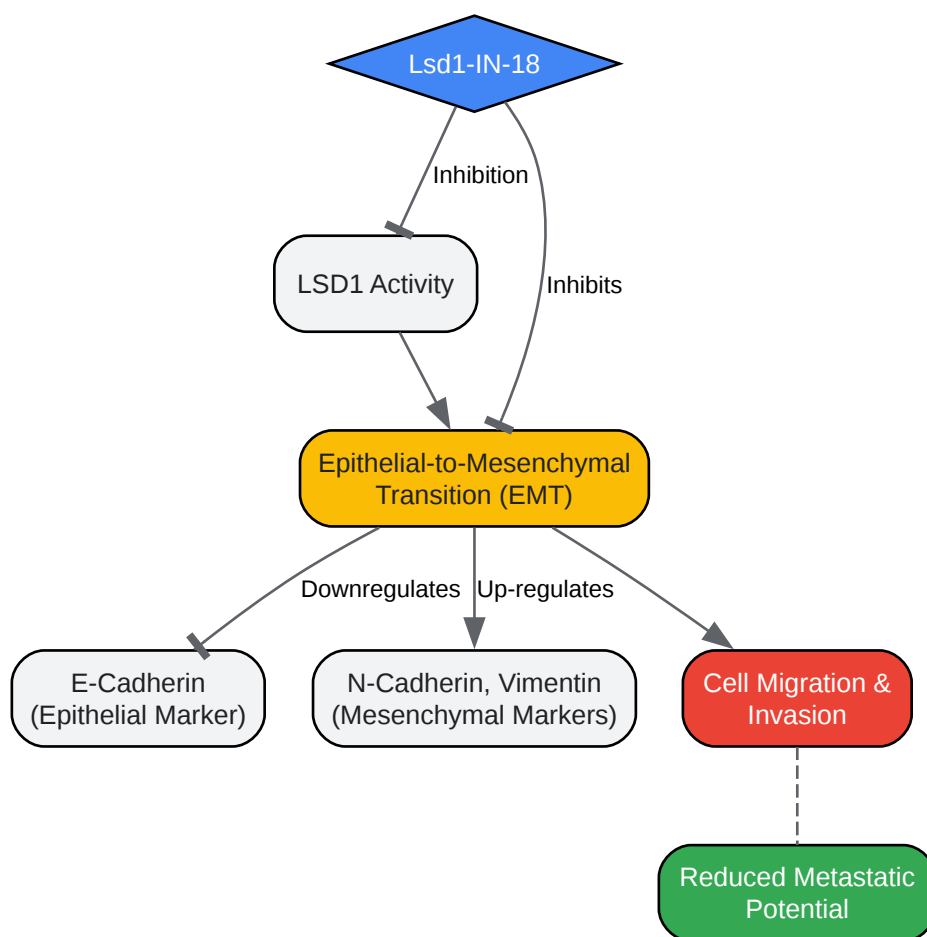 Lsd1-IN-18
Inhibition
LSD1 Activity
Inhibits
Epithelial-to-Mesenchymal
Transition (EMT)
Downregulates
Up-regulates
E-Cadherin
(Epithelial Marker)
N-Cadherin, Vimentin
(Mesenchymal Markers)
Cell Migration &
Invasion
Reduced Metastatic
Potential